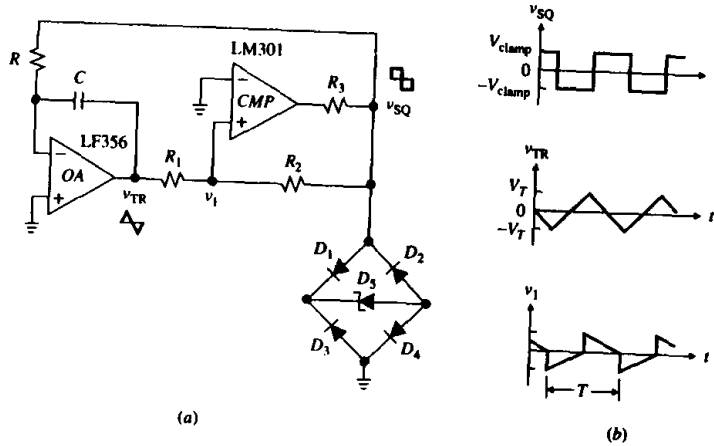 LM301
R
C
CMP
R3
vSQ
LF356
OA
R1
R2
vTR
v1
D1
D2
D5
D3
D4
(a)
vSQ
Vclamp
0
−Vclamp
t
vTR
VT
0
−VT
t
v1
t
T
(b)